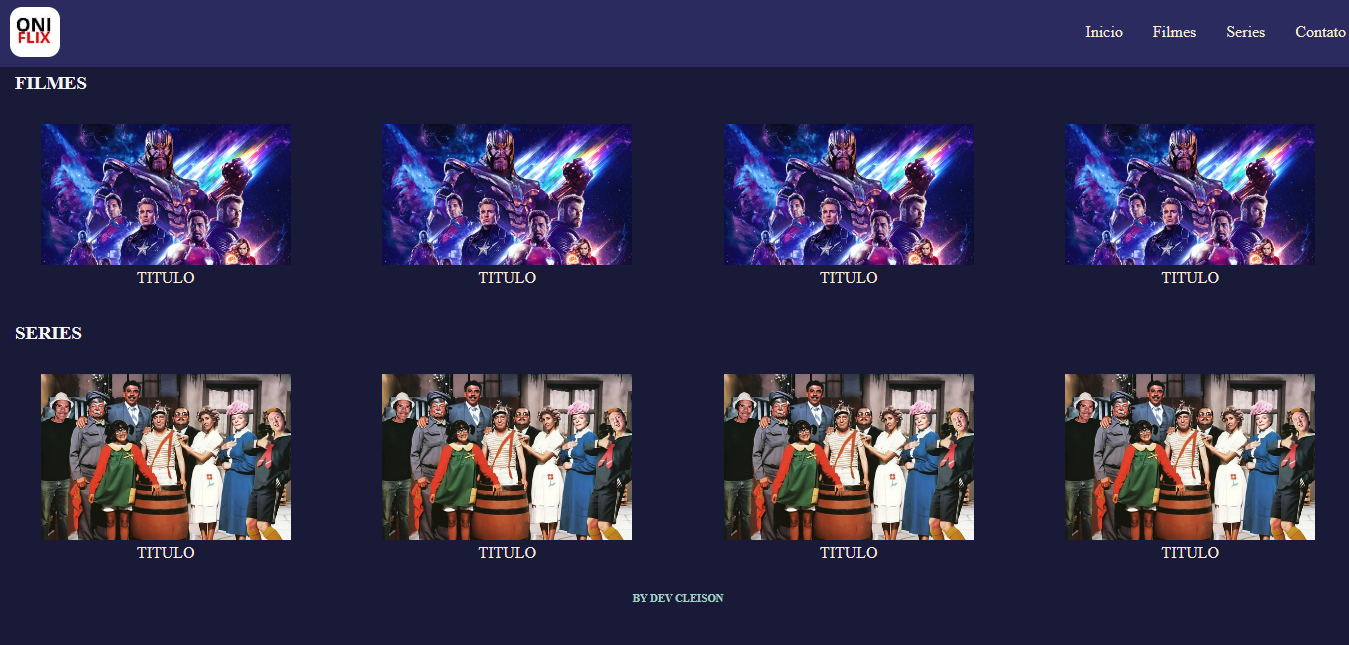 ONI
FLIX
Inicio Filmes Series Contato
FILMES
TITULO TITULO TITULO TITULO
SERIES
TITULO TITULO TITULO TITULO
BY DEV CLEISON